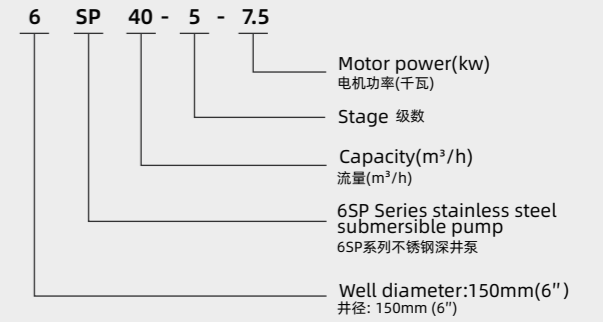 6 SP 40 - 5 - 7.5
Motor power(kw)
电机功率(千瓦)
Stage 级数
Capacity(m³/h)
流量(m³/h)
6SP Series stainless steel
submersible pump
6SP系列不锈钢深井泵
Well diameter:150mm(6")
井径: 150mm (6")